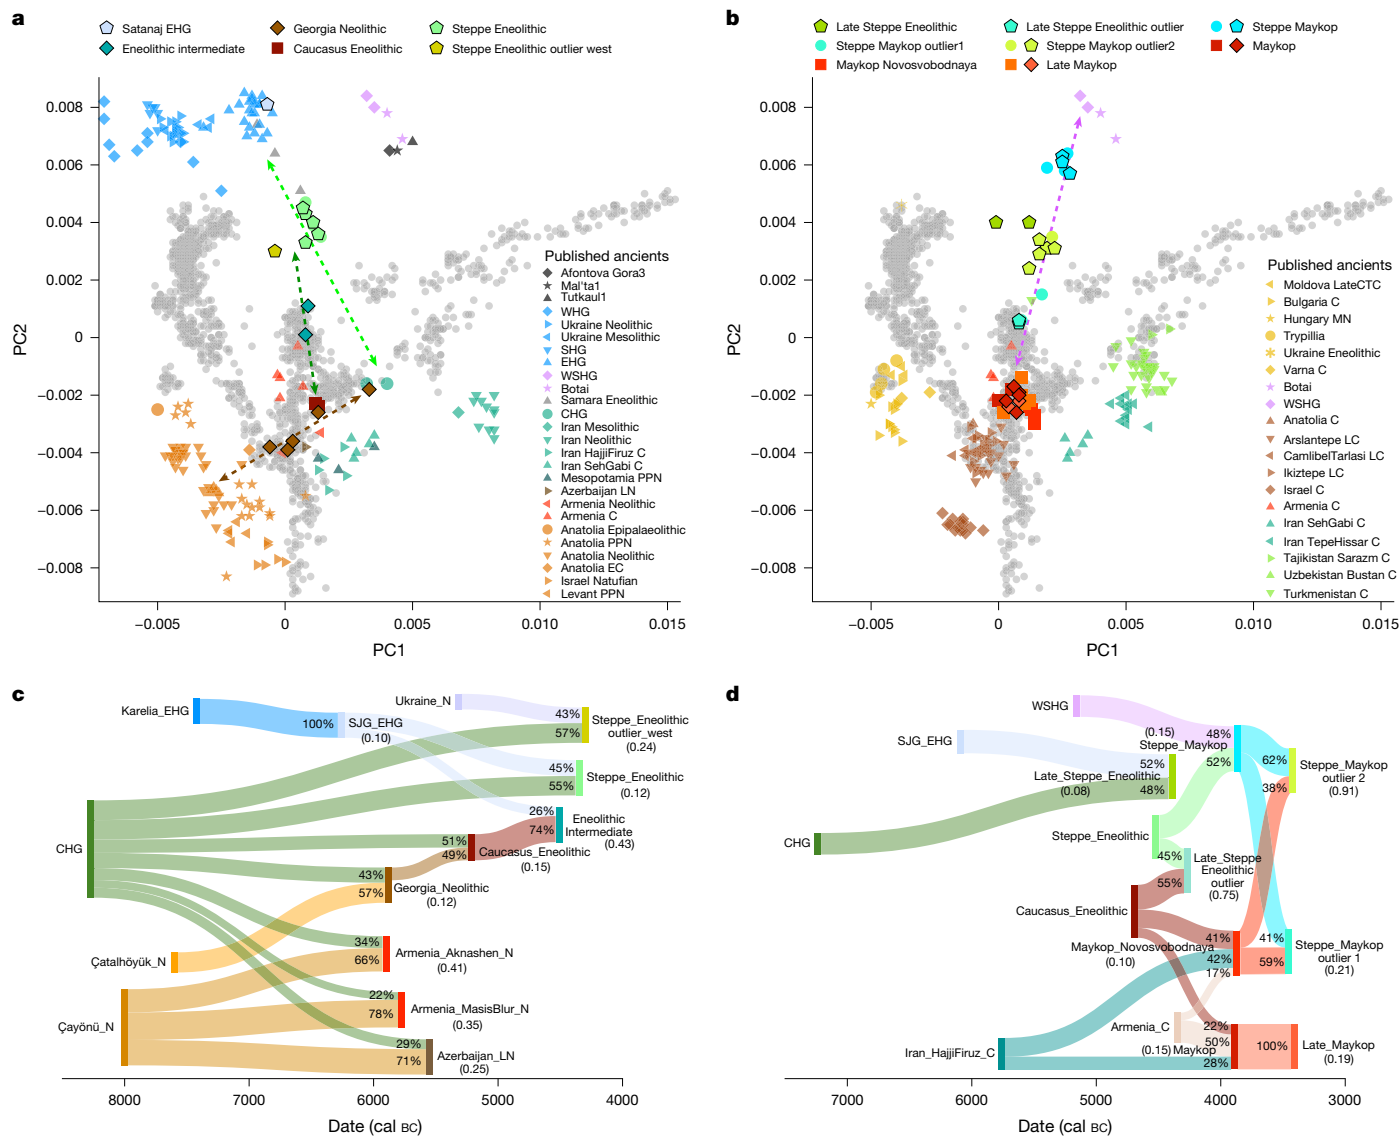 a
Satanaj EHG
Georgia Neolithic
Steppe Eneolithic
Eneolithic intermediate
Caucasus Eneolithic
Steppe Eneolithic outlier west
PC2
0.008
0.006
0.004
0.002
0
−0.002
−0.004
−0.006
−0.008
−0.005
0
0.005
0.010
0.015
PC1
Published ancients
Afontova Gora3
Mal'ta1
Tutkaul1
WHG
Ukraine Neolithic
Ukraine Mesolithic
SHG
EHG
WSHG
Botai
Samara Eneolithic
CHG
Iran Mesolithic
Iran Neolithic
Iran HajjiFiruz C
Iran SehGabi C
Mesopotamia PPN
Azerbaijan LN
Armenia Neolithic
Armenia C
Anatolia Epipalaeolithic
Anatolia PPN
Anatolia Neolithic
Anatolia EC
Israel Natufian
Levant PPN
b
Late Steppe Eneolithic
Late Steppe Eneolithic outlier
Steppe Maykop
Steppe Maykop outlier1
Steppe Maykop outlier2
Maykop
Maykop Novosvobodnaya
Late Maykop
PC2
0.008
0.006
0.004
0.002
0
−0.002
−0.004
−0.006
−0.008
−0.005
0
0.005
0.010
0.015
PC1
Published ancients
Moldova LateCTC
Bulgaria C
Hungary MN
Trypillia
Ukraine Eneolithic
Varna C
Botai
WSHG
Anatolia C
Arslantepe LC
CamlibelTarlasi LC
Ikiztepe LC
Israel C
Armenia C
Iran SehGabi C
Iran TepeHissar C
Tajikistan Sarazm C
Uzbekistan Bustan C
Turkmenistan C
c
Karelia_EHG
100%
SJG_EHG
(0.10)
Ukraine_N
43%
57%
Steppe_Eneolithic
outlier_west
(0.24)
45%
55%
Steppe_Eneolithic
(0.12)
26%
74%
Eneolithic
Intermediate
(0.43)
CHG
51%
49%
Caucasus_Eneolithic
(0.15)
43%
57%
Georgia_Neolithic
(0.12)
Çatalhöyük_N
34%
66%
Armenia_Aknashen_N
(0.41)
Çayönü_N
22%
78%
Armenia_MasisBlur_N
(0.35)
29%
71%
Azerbaijan_LN
(0.25)
8000
7000
6000
5000
4000
Date (cal BC)
d
WSHG
(0.15)
48%
Steppe_Maykop
52%
SJG_EHG
52%
Late_Steppe_Eneolithic
(0.08)
48%
62%
38%
Steppe_Maykop
outlier 2
(0.91)
CHG
Steppe_Eneolithic
45%
55%
Late_Steppe
Eneolithic
outlier
(0.75)
Caucasus_Eneolithic
Maykop_Novosvobodnaya
(0.10)
41%
42%
17%
41%
59%
Steppe_Maykop
outlier 1
(0.21)
Armenia_C
(0.15) Maykop
Iran_HajjiFiruz_C
22%
50%
28%
100%
Late_Maykop
(0.19)
7000
6000
5000
4000
3000
Date (cal BC)